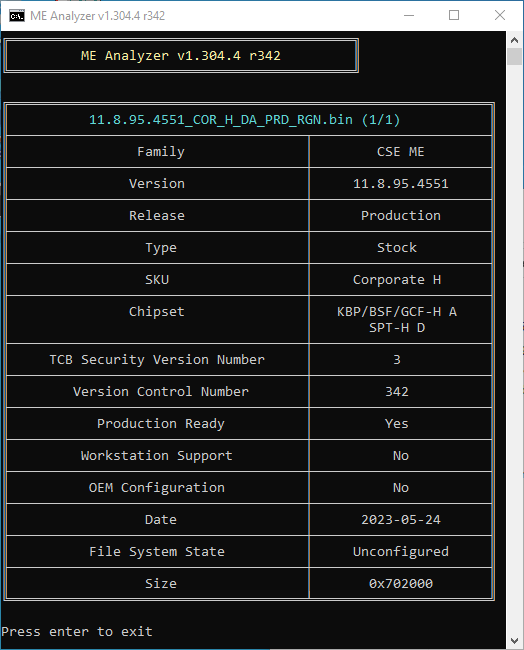 ME Analyzer v1.304.4 r342
ME Analyzer v1.304.4 r342
11.8.95.4551_COR_H_DA_PRD_RGN.bin (1/1)
Family CSE ME
Version 11.8.95.4551
Release Production
Type Stock
SKU Corporate H
Chipset KBP/BSF/GCF-H A
SPT-H D
TCB Security Version Number 3
Version Control Number 342
Production Ready Yes
Workstation Support No
OEM Configuration No
Date 2023-05-24
File System State Unconfigured
Size 0x702000
Press enter to exit